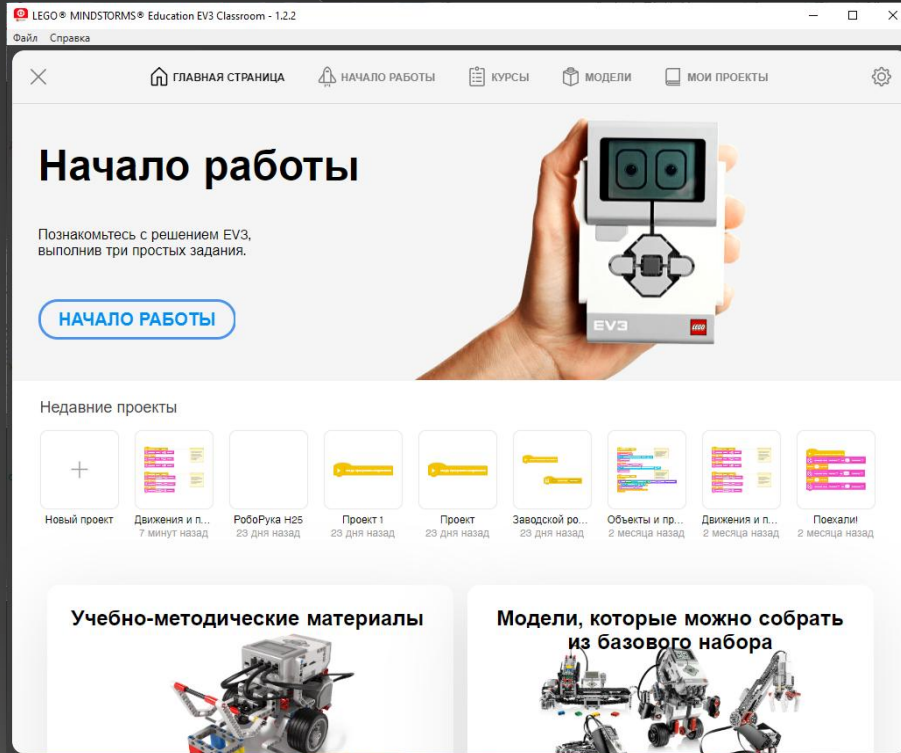 LEGO® MINDSTORMS® Education EV3 Classroom - 1.2.2
Файл Справка
ГЛАВНАЯ СТРАНИЦА НАЧАЛО РАБОТЫ КУРСЫ МОДЕЛИ МОИ ПРОЕКТЫ
Начало работы
Познакомьтесь с решением EV3,
выполнив три простых задания.
НАЧАЛО РАБОТЫ
EV3 LEGO
Недавние проекты
Новый проект Движения и п... РобоРука H25 Проект 1 Проект Заводской ро... Объекты и пр... Движения и п... Поехали!
7 минут назад 23 дня назад 23 дня назад 23 дня назад 23 дня назад 2 месяца назад 2 месяца назад 2 месяца назад
Учебно-методические материалы
Модели, которые можно собрать
из базового набора